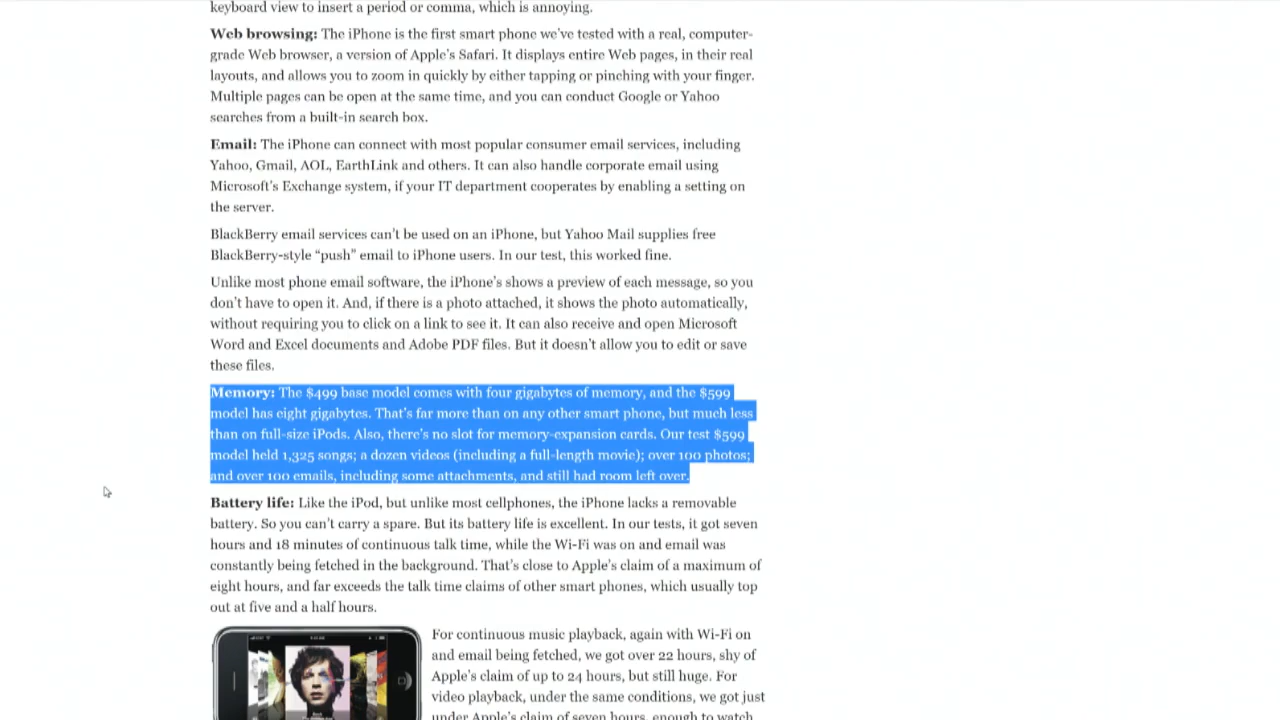 keyboard view to insert a period or comma, which is annoying.
Web browsing: The iPhone is the first smart phone we've tested with a real, computer-
grade Web browser, a version of Apple's Safari. It displays entire Web pages, in their real
layouts, and allows you to zoom in quickly by either tapping or pinching with your finger.
Multiple pages can be open at the same time, and you can conduct Google or Yahoo
searches from a built-in search box.
Email: The iPhone can connect with most popular consumer email services, including
Yahoo, Gmail, AOL, EarthLink and others. It can also handle corporate email using
Microsoft's Exchange system, if your IT department cooperates by enabling a setting on
the server.
BlackBerry email services can't be used on an iPhone, but Yahoo Mail supplies free
BlackBerry-style “push” email to iPhone users. In our test, this worked fine.
Unlike most phone email software, the iPhone's shows a preview of each message, so you
don't have to open it. And, if there is a photo attached, it shows the photo automatically,
without requiring you to click on a link to see it. It can also receive and open Microsoft
Word and Excel documents and Adobe PDF files. But it doesn't allow you to edit or save
these files.
Memory: The $499 base model comes with four gigabytes of memory, and the $599
model has eight gigabytes. That's far more than on any other smart phone, but much less
than on full-size iPods. Also, there's no slot for memory-expansion cards. Our test $599
model held 1,325 songs; a dozen videos (including a full-length movie); over 100 photos;
and over 100 emails, including some attachments, and still had room left over.
Battery life: Like the iPod, but unlike most cellphones, the iPhone lacks a removable
battery. So you can't carry a spare. But its battery life is excellent. In our tests, it got seven
hours and 18 minutes of continuous talk time, while the Wi-Fi was on and email was
constantly being fetched in the background. That's close to Apple's claim of a maximum of
eight hours, and far exceeds the talk time claims of other smart phones, which usually top
out at five and a half hours.
For continuous music playback, again with Wi-Fi on
and email being fetched, we got over 22 hours, shy of
Apple's claim of up to 24 hours, but still huge. For
video playback, under the same conditions, we got just
under Apple's claim of seven hours, enough to watch